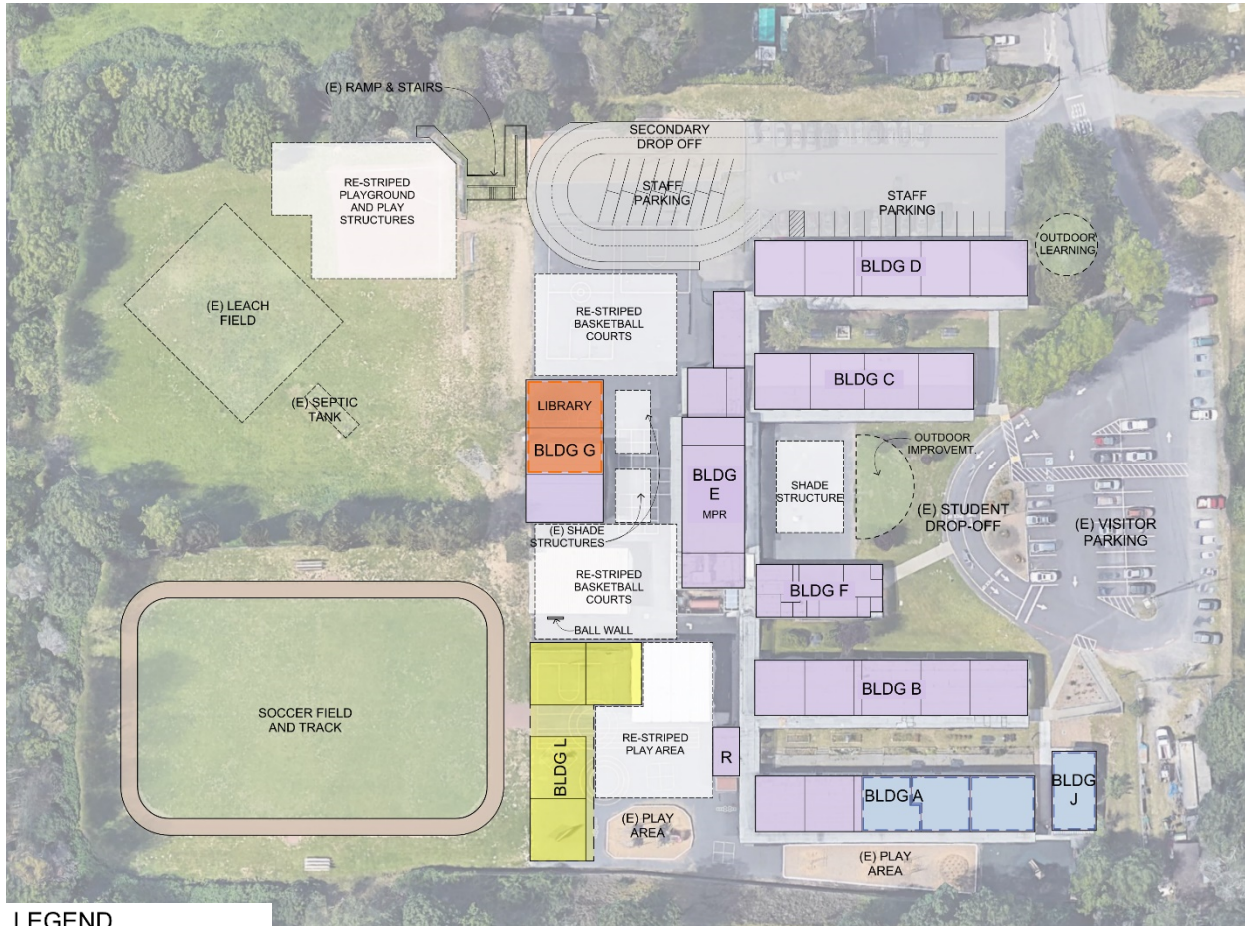 (E) RAMP & STAIRS
SECONDARY
DROP OFF
STAFF
PARKING
STAFF
PARKING
RE-STRIPED
PLAYGROUND
AND PLAY
STRUCTURES
OUTDOOR
LEARNING
BLDG D
(E) LEACH
FIELD
RE-STRIPED
BASKETBALL
COURTS
BLDG C
(E) SEPTIC
TANK
LIBRARY
BLDG G
OUTDOOR
IMPROVEMT.
BLDG
E
MPR
SHADE
STRUCTURE
(E) STUDENT
DROP-OFF
(E) VISITOR
PARKING
(E) SHADE
STRUCTURES
RE-STRIPED
BASKETBALL
COURTS
BLDG F
BALL WALL
BLDG B
SOCCER FIELD
AND TRACK
BLDG L
RE-STRIPED
PLAY AREA
R
BLDG A
BLDG
J
(E) PLAY
AREA
(E) PLAY
AREA
LEGEND